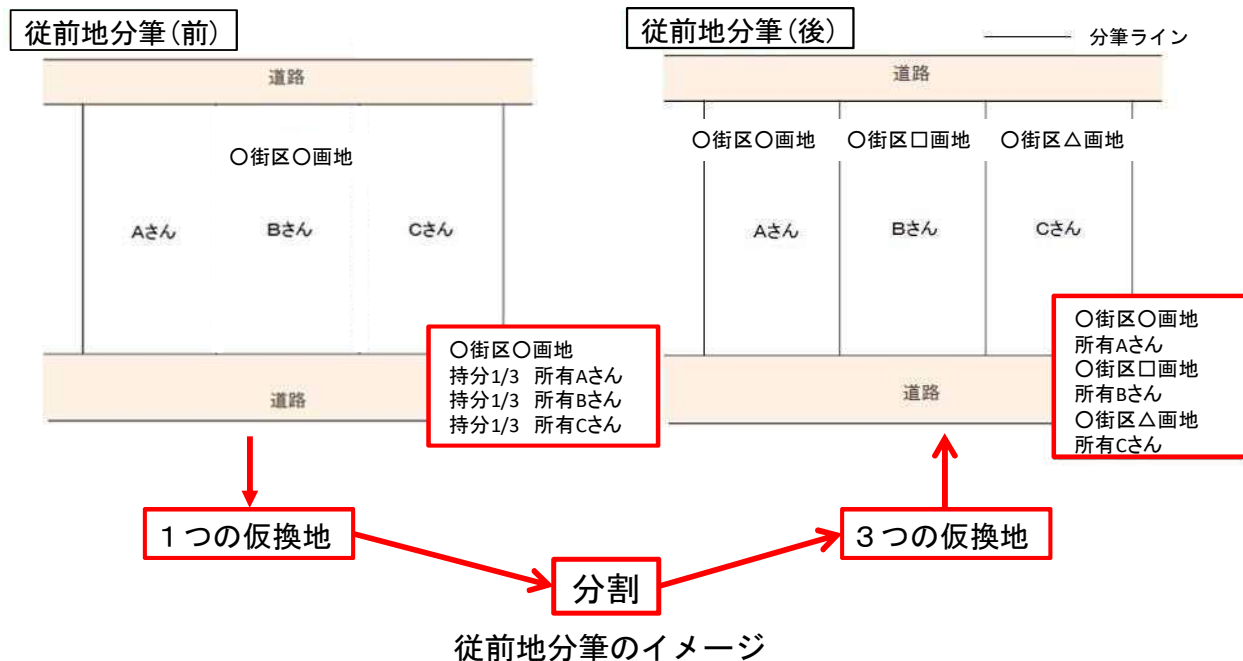 従前地分筆(前)
道路
○街区○画地
Aさん
Bさん
Cさん
道路
○街区○画地
持分1/3 所有Aさん
持分1/3 所有Bさん
持分1/3 所有Cさん
従前地分筆(後)
分筆ライン
道路
○街区○画地
○街区□画地
○街区△画地
Aさん
Bさん
Cさん
道路
○街区○画地
所有Aさん
○街区□画地
所有Bさん
○街区△画地
所有Cさん
1つの仮換地
分割
3つの仮換地
従前地分筆のイメージ